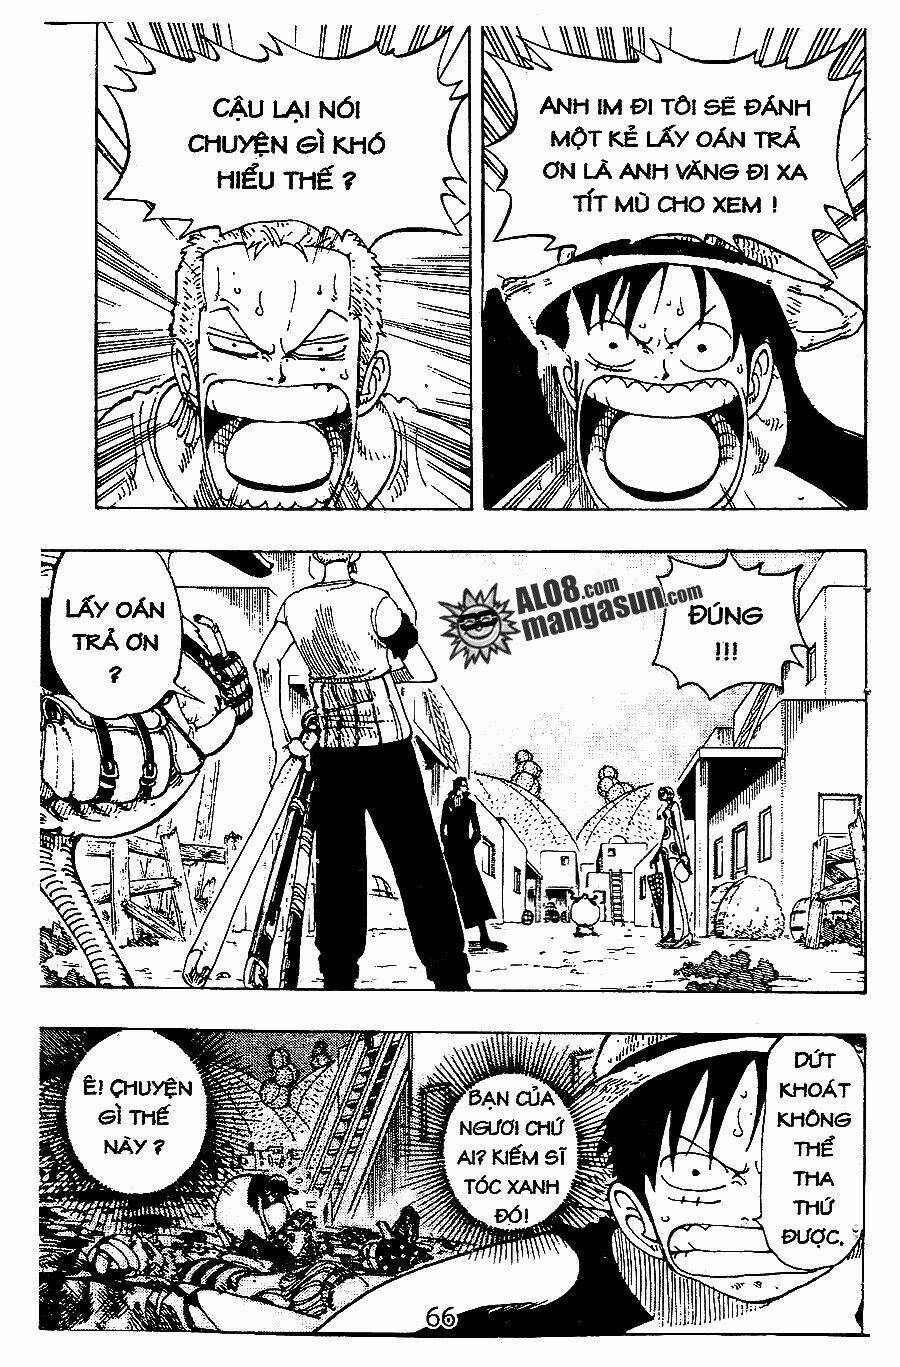 ANH IM ĐI TÔI SẼ ĐÁNH
MỘT KẺ LẤY OÁN TRẢ
ƠN LÀ ANH VĂNG ĐI XA
TÍT MÙ CHO XEM !
CẬU LẠI NÓI
CHUYỆN GÌ KHÓ
HIỂU THẾ ?
ĐÚNG
!!!
LẤY OÁN
TRẢ ƠN
?
AL08.com
mangasun.com
DỨT
KHOÁT
KHÔNG
THỂ
THA
THỨ
ĐƯỢC.
BẠN CỦA
NGƯƠI CHỨ
AI? KIẾM SĨ
TÓC XANH
ĐÓ!
Ê! CHUYỆN
GÌ THẾ
NÀY ?
66